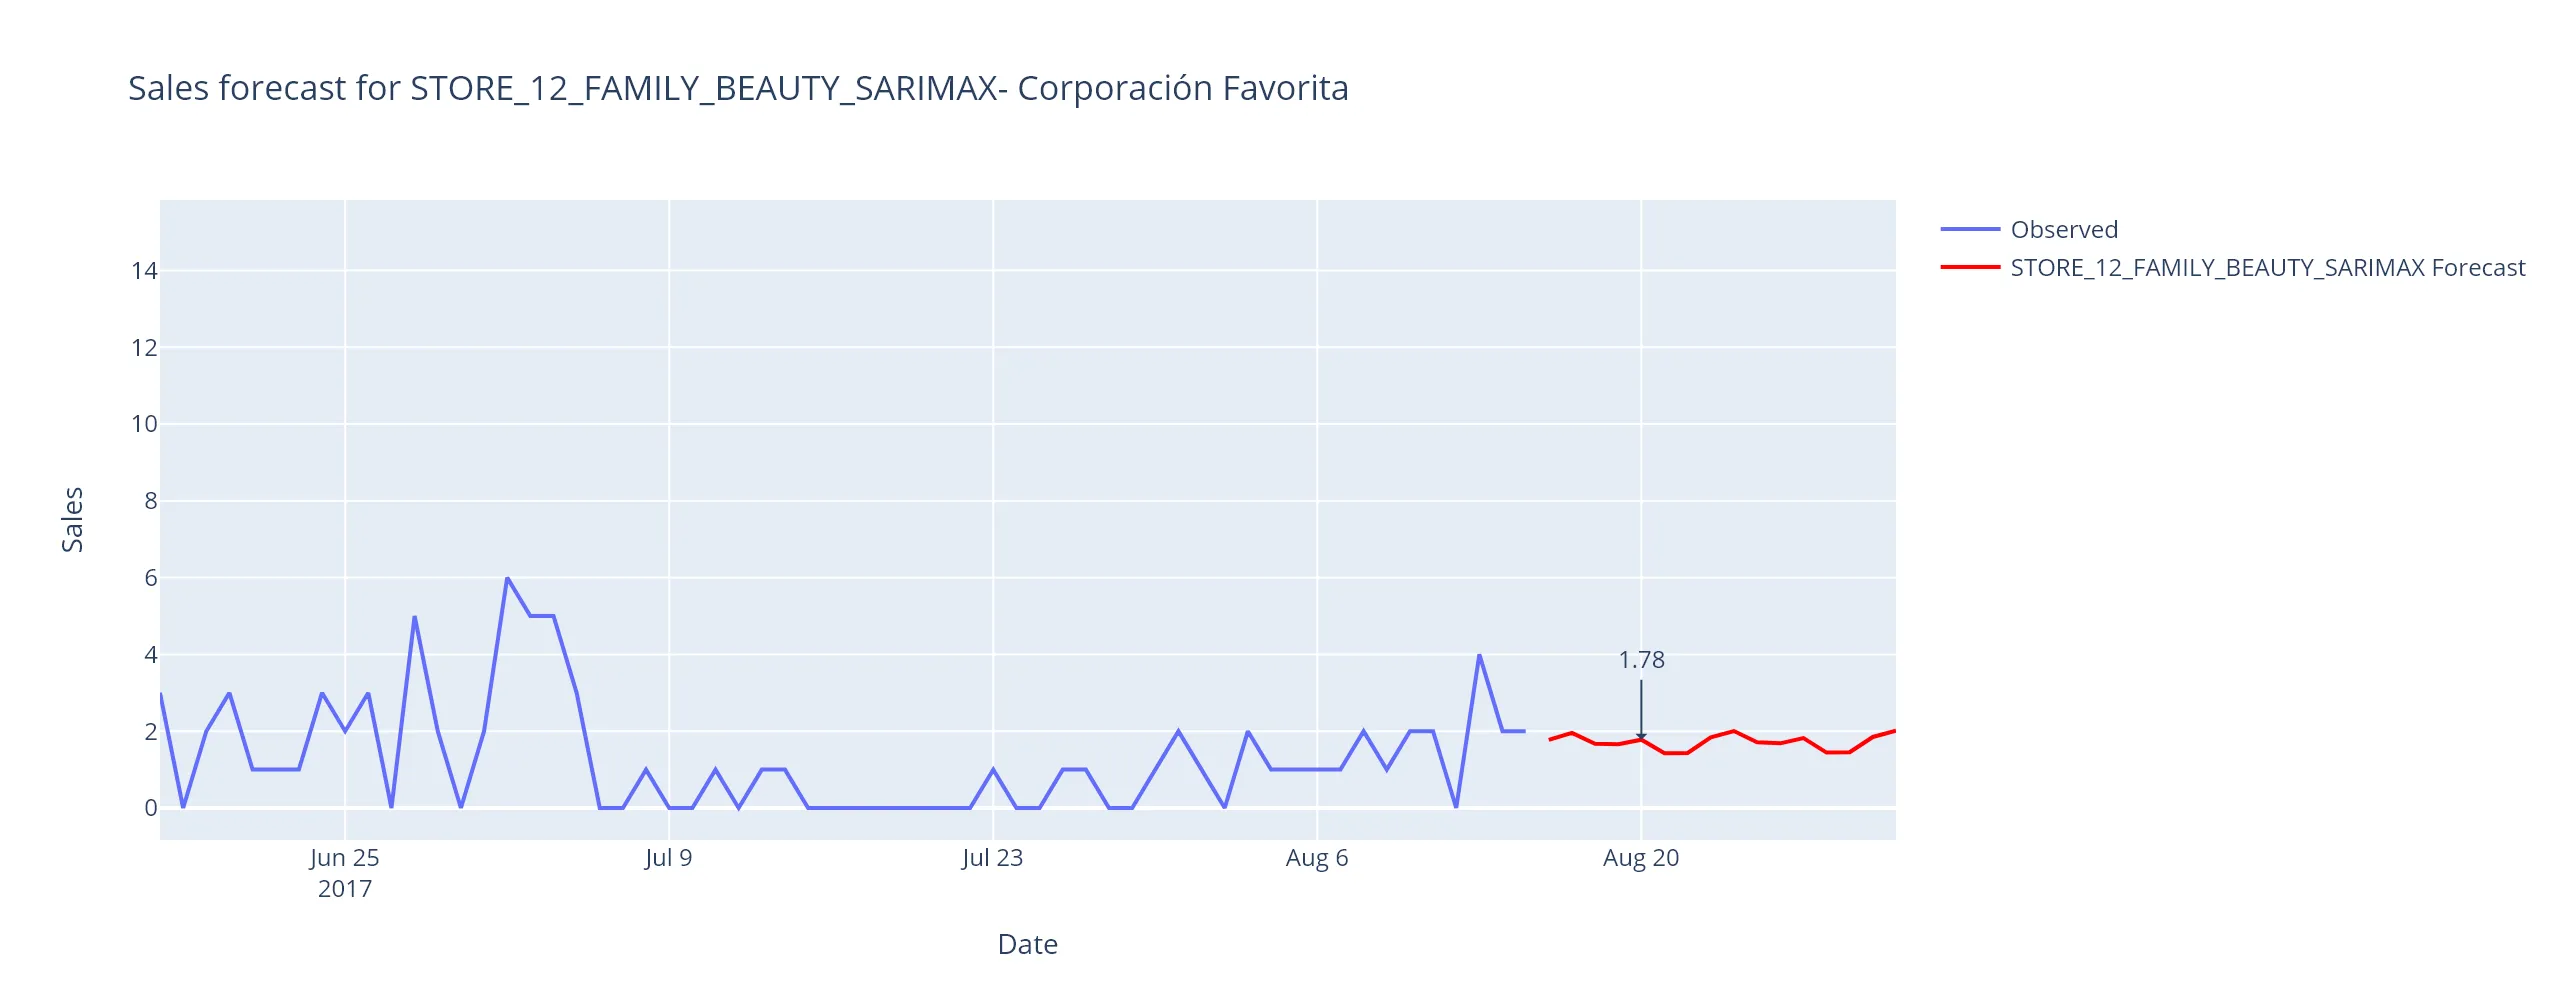 Sales forecast for STORE_12_FAMILY_BEAUTY_SARIMAX- Corporación Favorita
Observed
STORE_12_FAMILY_BEAUTY_SARIMAX Forecast
14
12
10
8
6
4
2
0
Sales
1.78
Jun 25
2017
Jul 9
Jul 23
Aug 6
Aug 20
Date